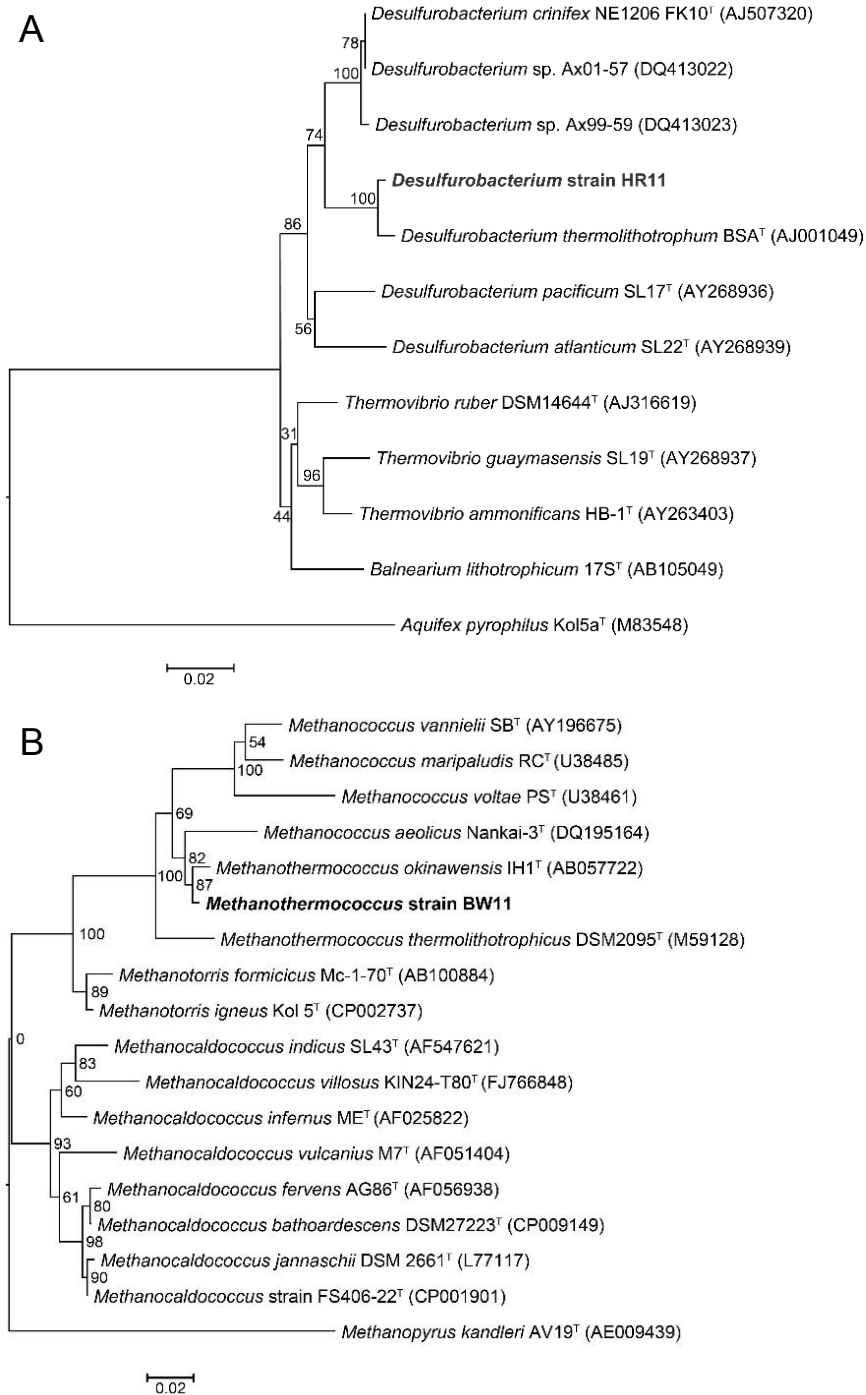 A
Desulfurobacterium crinifex NE1206 FK10ᵀ (AJ507320)
78
Desulfurobacterium sp. Ax01-57 (DQ413022)
100
Desulfurobacterium sp. Ax99-59 (DQ413023)
74
Desulfurobacterium strain HR11
100
Desulfurobacterium thermolithotrophum BSAᵀ (AJ001049)
86
Desulfurobacterium pacificum SL17ᵀ (AY268936)
56
Desulfurobacterium atlanticum SL22ᵀ (AY268939)
Thermovibrio ruber DSM14644ᵀ (AJ316619)
31
Thermovibrio guaymasensis SL19ᵀ (AY268937)
96
Thermovibrio ammonificans HB-1ᵀ (AY263403)
44
Balnearium lithotrophicum 17Sᵀ (AB105049)
Aquifex pyrophilus Kol5aᵀ (M83548)
0.02
B
Methanococcus vannielii SBᵀ (AY196675)
54
Methanococcus maripaludis RCᵀ (U38485)
100
Methanococcus voltae PSᵀ (U38461)
69
Methanococcus aeolicus Nankai-3ᵀ (DQ195164)
82
Methanothermococcus okinawensis IH1ᵀ (AB057722)
100
87
Methanothermococcus strain BW11
100
Methanothermococcus thermolithotrophicus DSM2095ᵀ (M59128)
Methanotorris formicicus Mc-1-70ᵀ (AB100884)
89
Methanotorris igneus Kol 5ᵀ (CP002737)
0
Methanocaldococcus indicus SL43ᵀ (AF547621)
83
Methanocaldococcus villosus KIN24-T80ᵀ (FJ766848)
60
Methanocaldococcus infernus MEᵀ (AF025822)
93
Methanocaldococcus vulcanius M7ᵀ (AF051404)
61
Methanocaldococcus fervens AG86ᵀ (AF056938)
80
Methanocaldococcus bathoardescens DSM27223ᵀ (CP009149)
98
Methanocaldococcus jannaschii DSM 2661ᵀ (L77117)
90
Methanocaldococcus strain FS406-22ᵀ (CP001901)
Methanopyrus kandleri AV19ᵀ (AE009439)
0.02